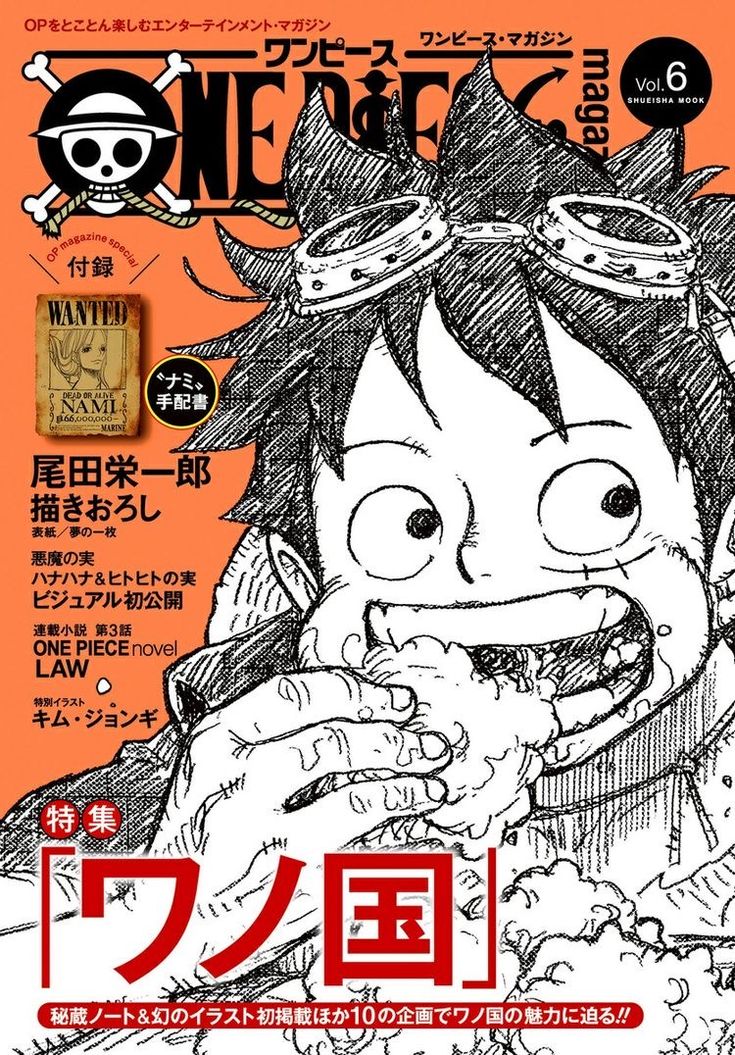 OPをとことん楽しむエンターテインメント・マガジン
ワンピース
ワンピース・マガジン
ONE PIECE
magaz
Vol.6
SHUEISHA MOOK
OP magazine special
付録
WANTED
DEAD OR ALIVE
NAMI
66,000,000-
MARINE
〝ナミ〟
手配書
尾田栄一郎
描きおろし
表紙／夢の一枚
悪魔の実
ハナハナ&ヒトヒトの実
ビジュアル初公開
連載小説 第3話
ONE PIECE novel
LAW
特別イラスト
キム・ジョンギ
特集
「ワノ国」
秘蔵ノート&幻のイラスト初掲載ほか10の企画でワノ国の魅力に迫る!!